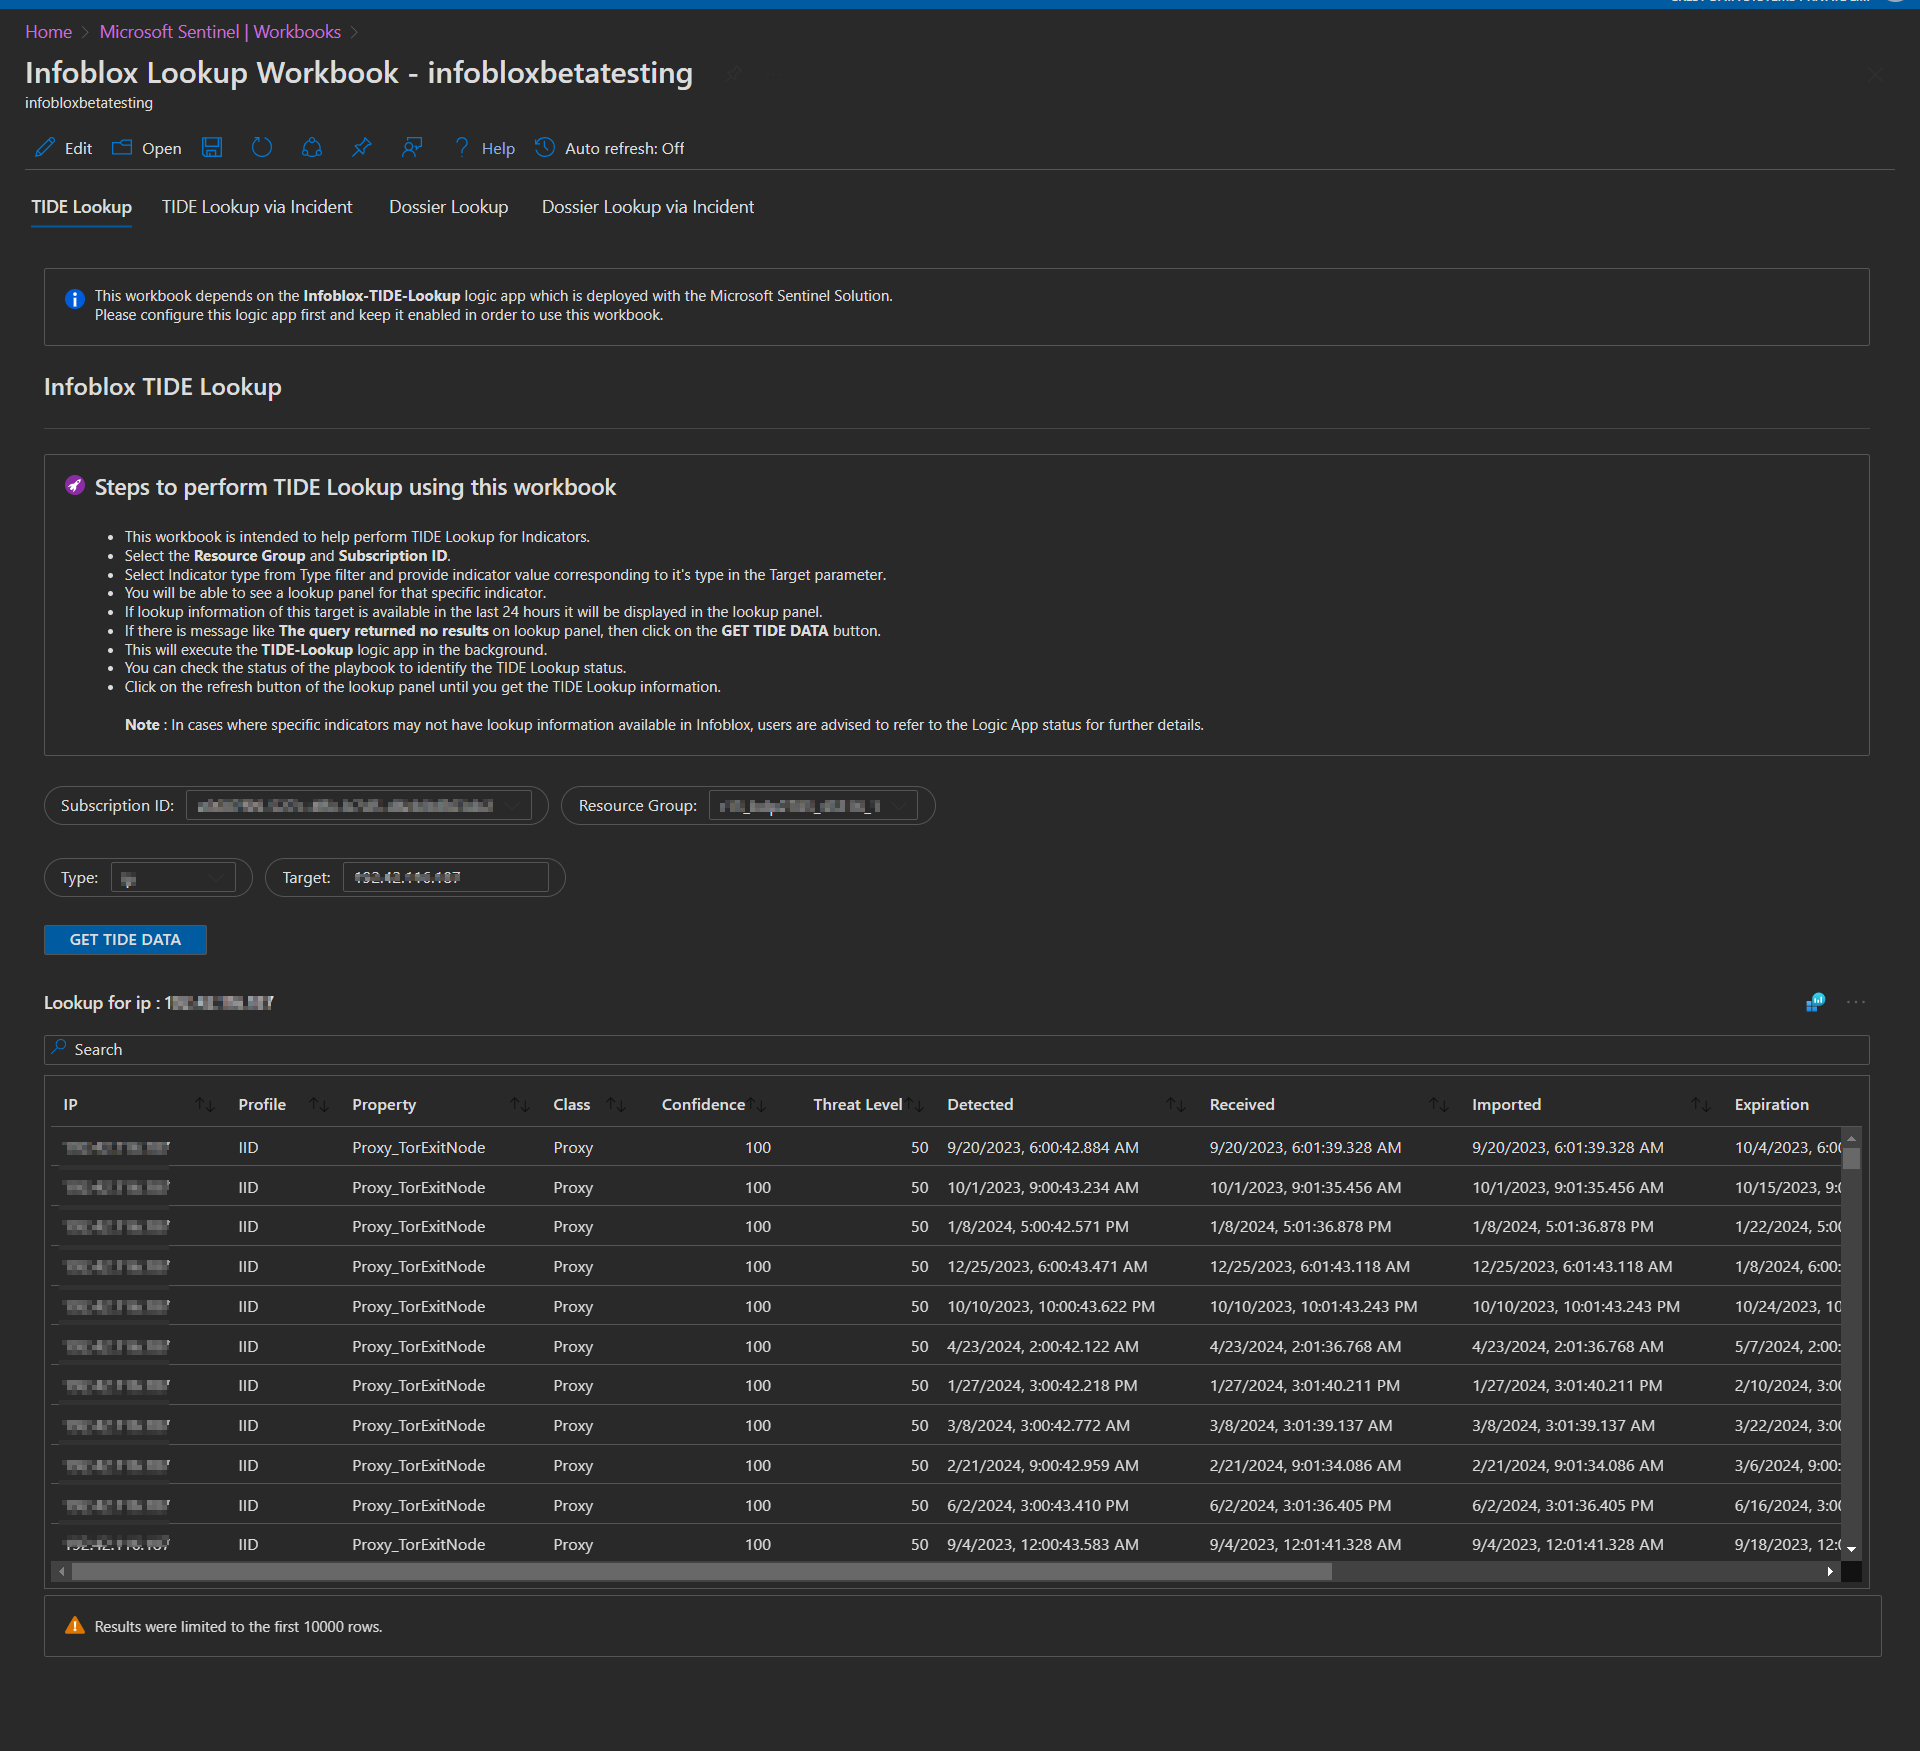 Home > Microsoft Sentinel | Workbooks >
Infoblox Lookup Workbook - infobloxbetatesting
infobloxbetatesting
Edit Open Help Auto refresh: Off
TIDE Lookup TIDE Lookup via Incident Dossier Lookup Dossier Lookup via Incident
This workbook depends on the Infoblox-TIDE-Lookup logic app which is deployed with the Microsoft Sentinel Solution.
Please configure this logic app first and keep it enabled in order to use this workbook.
Infoblox TIDE Lookup
Steps to perform TIDE Lookup using this workbook
• This workbook is intended to help perform TIDE Lookup for Indicators.
• Select the Resource Group and Subscription ID.
• Select Indicator type from Type filter and provide indicator value corresponding to it's type in the Target parameter.
• You will be able to see a lookup panel for that specific indicator.
• If lookup information of this target is available in the last 24 hours it will be displayed in the lookup panel.
• If there is message like The query returned no results on lookup panel, then click on the GET TIDE DATA button.
• This will execute the TIDE-Lookup logic app in the background.
• You can check the status of the playbook to identify the TIDE Lookup status.
• Click on the refresh button of the lookup panel until you get the TIDE Lookup information.
Note : In cases where specific indicators may not have lookup information available in Infoblox, users are advised to refer to the Logic App status for further details.
Subscription ID: Resource Group:
Type: Target:
GET TIDE DATA
Lookup for ip :
Search
IP Profile Property Class Confidence Threat Level Detected Received Imported Expiration
IID Proxy_TorExitNode Proxy 100 50 9/20/2023, 6:00:42.884 AM 9/20/2023, 6:01:39.328 AM 9/20/2023, 6:01:39.328 AM 10/4/2023, 6:00
IID Proxy_TorExitNode Proxy 100 50 10/1/2023, 9:00:43.234 AM 10/1/2023, 9:01:35.456 AM 10/1/2023, 9:01:35.456 AM 10/15/2023, 9:0
IID Proxy_TorExitNode Proxy 100 50 1/8/2024, 5:00:42.571 PM 1/8/2024, 5:01:36.878 PM 1/8/2024, 5:01:36.878 PM 1/22/2024, 5:00
IID Proxy_TorExitNode Proxy 100 50 12/25/2023, 6:00:43.471 AM 12/25/2023, 6:01:43.118 AM 12/25/2023, 6:01:43.118 AM 1/8/2024, 6:00:
IID Proxy_TorExitNode Proxy 100 50 10/10/2023, 10:00:43.622 PM 10/10/2023, 10:01:43.243 PM 10/10/2023, 10:01:43.243 PM 10/24/2023, 10
IID Proxy_TorExitNode Proxy 100 50 4/23/2024, 2:00:42.122 AM 4/23/2024, 2:01:36.768 AM 4/23/2024, 2:01:36.768 AM 5/7/2024, 2:00:
IID Proxy_TorExitNode Proxy 100 50 1/27/2024, 3:00:42.218 PM 1/27/2024, 3:01:40.211 PM 1/27/2024, 3:01:40.211 PM 2/10/2024, 3:00
IID Proxy_TorExitNode Proxy 100 50 3/8/2024, 3:00:42.772 AM 3/8/2024, 3:01:39.137 AM 3/8/2024, 3:01:39.137 AM 3/22/2024, 3:00
IID Proxy_TorExitNode Proxy 100 50 2/21/2024, 9:00:42.959 AM 2/21/2024, 9:01:34.086 AM 2/21/2024, 9:01:34.086 AM 3/6/2024, 9:00:
IID Proxy_TorExitNode Proxy 100 50 6/2/2024, 3:00:43.410 PM 6/2/2024, 3:01:36.405 PM 6/2/2024, 3:01:36.405 PM 6/16/2024, 3:00
IID Proxy_TorExitNode Proxy 100 50 9/4/2023, 12:00:43.583 AM 9/4/2023, 12:01:41.328 AM 9/4/2023, 12:01:41.328 AM 9/18/2023, 12:0
Results were limited to the first 10000 rows.